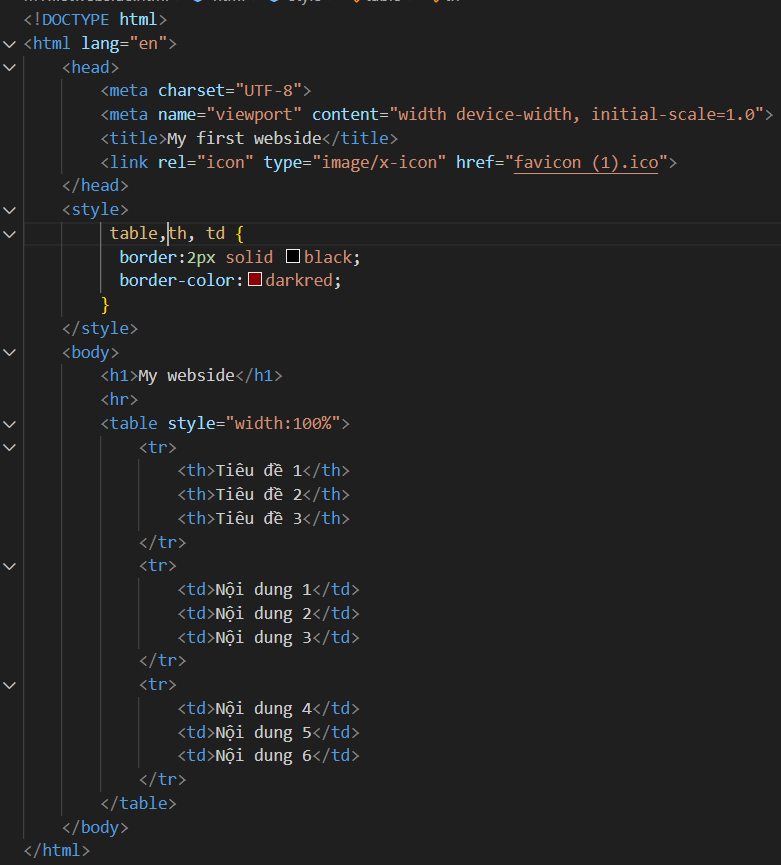 <!DOCTYPE html>
<html lang="en">
    <head>
        <meta charset="UTF-8">
        <meta name="viewport" content="width device-width, initial-scale=1.0">
        <title>My first webside</title>
        <link rel="icon" type="image/x-icon" href="favicon (1).ico">
    </head>
    <style>
         table,th, td {
          border:2px solid black;
          border-color:darkred;
        }
    </style>
    <body>
        <h1>My webside</h1>
        <hr>
        <table style="width:100%">
            <tr>
                <th>Tiêu đề 1</th>
                <th>Tiêu đề 2</th>
                <th>Tiêu đề 3</th>
            </tr>
            <tr>
                <td>Nội dung 1</td>
                <td>Nội dung 2</td>
                <td>Nội dung 3</td>
            </tr>
            <tr>
                <td>Nội dung 4</td>
                <td>Nội dung 5</td>
                <td>Nội dung 6</td>
            </tr>
        </table>
    </body>
</html>